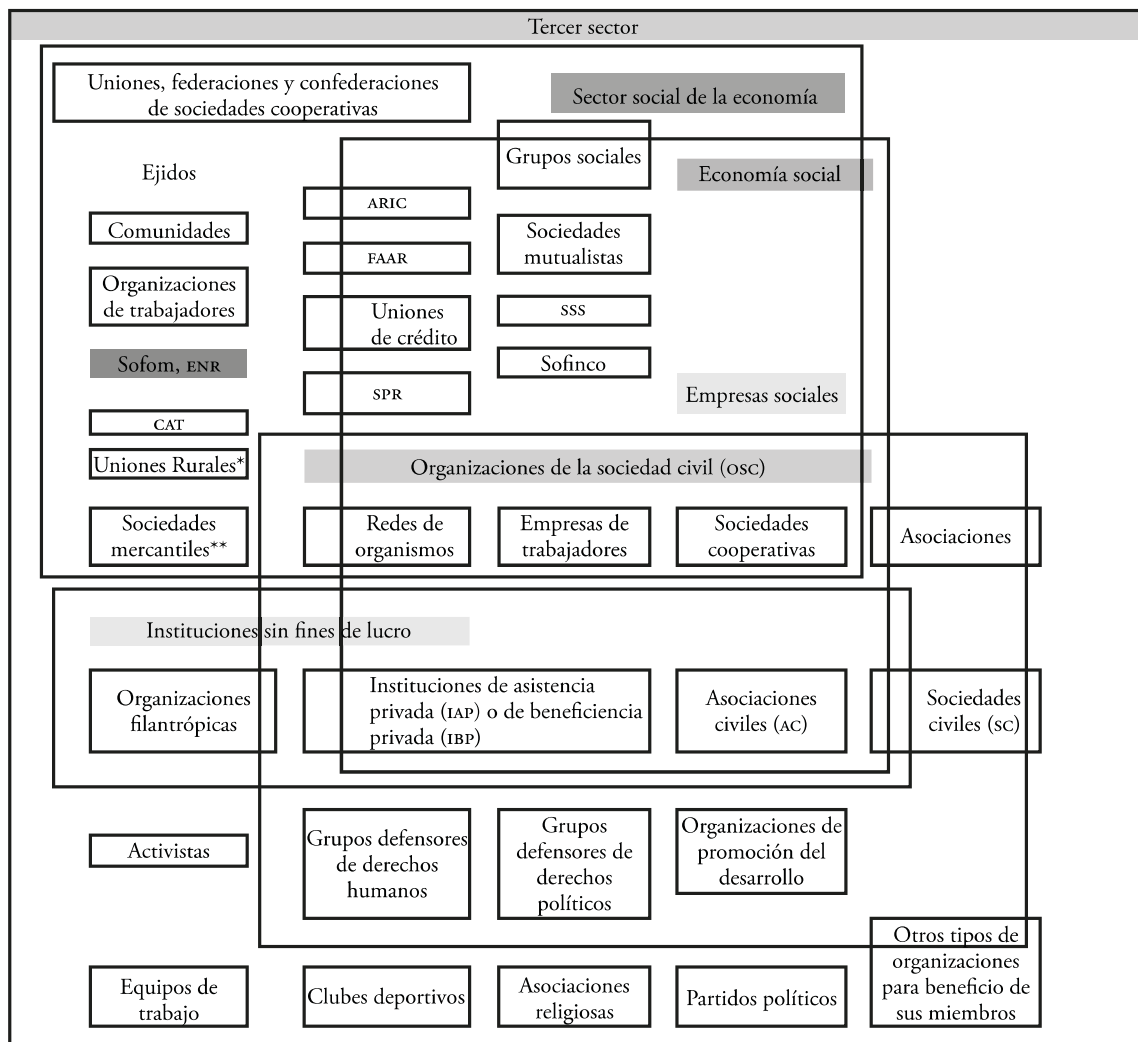 Tercer sector
Uniones, federaciones y confederaciones
de sociedades cooperativas
Sector social de la economía
Grupos sociales
Ejidos
Economía social
ARIC
Comunidades
Sociedades
mutualistas
FAAR
Organizaciones
de trabajadores
Uniones
de crédito
SSS
Sofom, ENR
Sofinco
SPR
Empresas sociales
CAT
Uniones Rurales*
Organizaciones de la sociedad civil (OSC)
Sociedades
mercantiles**
Redes de
organismos
Empresas de
trabajadores
Sociedades
cooperativas
Asociaciones
Instituciones sin fines de lucro
Organizaciones
filantrópicas
Instituciones de asistencia
privada (IAP) o de beneficiencia
privada (IBP)
Asociaciones
civiles (AC)
Sociedades
civiles (SC)
Activistas
Grupos defensores
de derechos
humanos
Grupos
defensores de
derechos
políticos
Organizaciones de
promoción del
desarrollo
Equipos de
trabajo
Clubes deportivos
Asociaciones
religiosas
Partidos políticos
Otros tipos de
organizaciones
para beneficio de
sus miembros